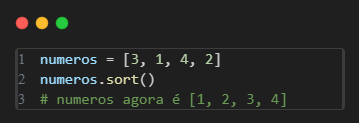 1 numeros = [3, 1, 4, 2]
2 numeros.sort()
3 # numeros agora é [1, 2, 3, 4]